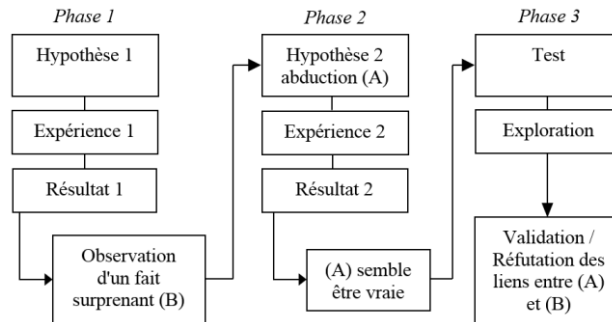 Phase 1
Hypothèse 1
Expérience 1
Résultat 1
Observation
d'un fait
surprenant (B)
Phase 2
Hypothèse 2
abduction (A)
Expérience 2
Résultat 2
(A) semble
être vraie
Phase 3
Test
Exploration
Validation /
Réfutation des
liens entre (A)
et (B)